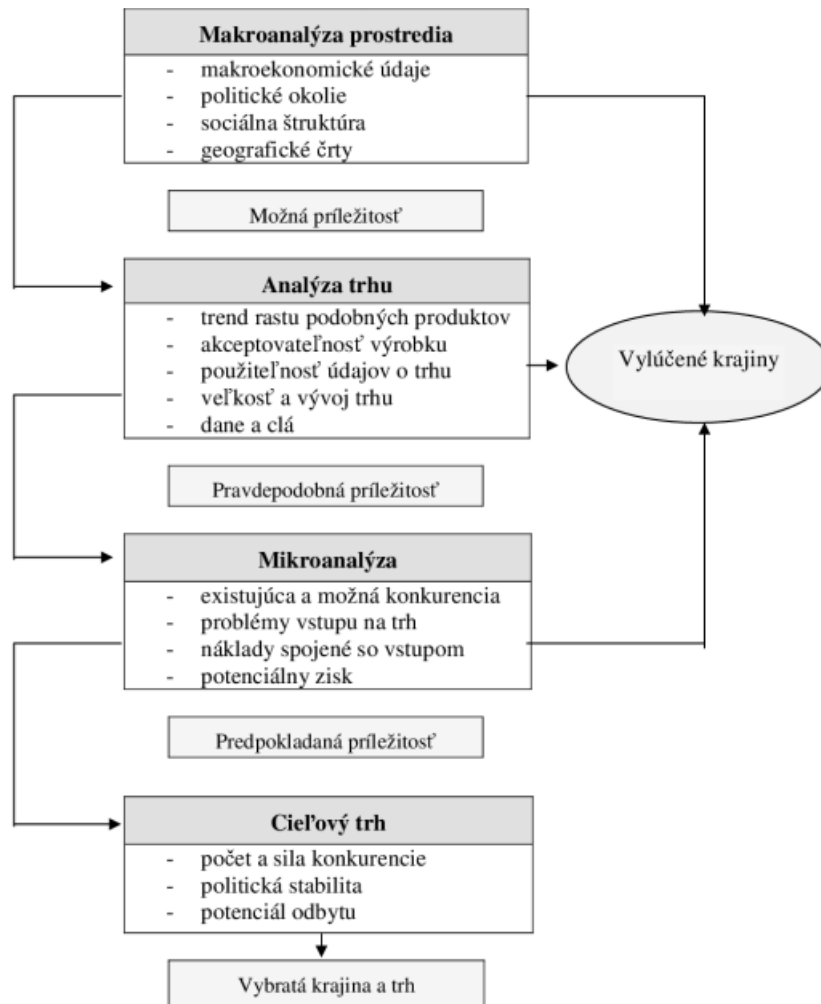 Makroanalýza prostredia
- makroekonomické údaje
- politické okolie
- sociálna štruktúra
- geografické črty
Možná príležitosť
Analýza trhu
- trend rastu podobných produktov
- akceptovateľnosť výrobku
- použiteľnosť údajov o trhu
- veľkosť a vývoj trhu
- dane a clá
Vylúčené krajiny
Pravdepodobná príležitosť
Mikroanalýza
- existujúca a možná konkurencia
- problémy vstupu na trh
- náklady spojené so vstupom
- potenciálny zisk
Predpokladaná príležitosť
Cieľový trh
- počet a sila konkurencie
- politická stabilita
- potenciál odbytu
Vybratá krajina a trh